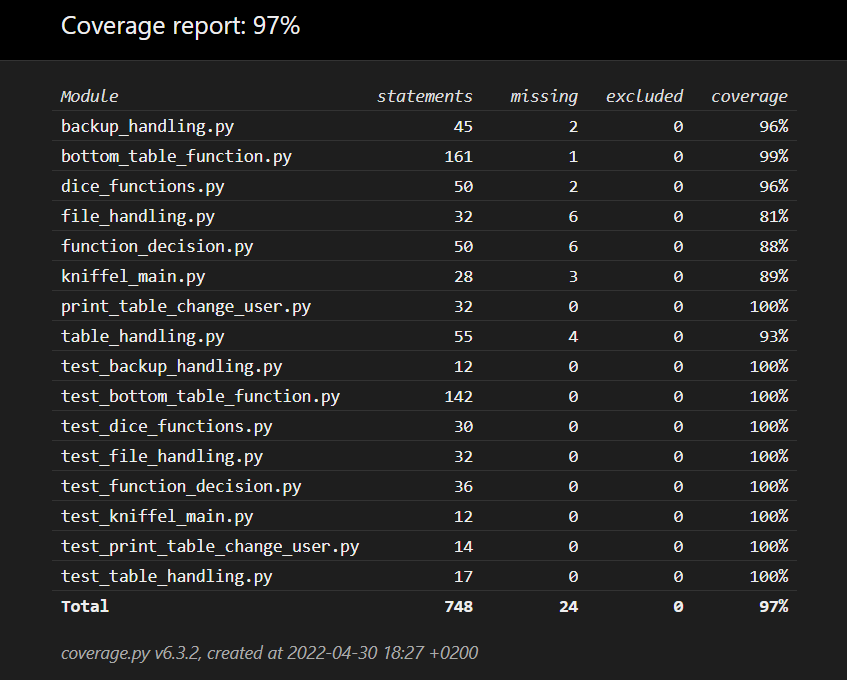 Coverage report: 97%
Module statements missing excluded coverage
backup_handling.py 45 2 0 96%
bottom_table_function.py 161 1 0 99%
dice_functions.py 50 2 0 96%
file_handling.py 32 6 0 81%
function_decision.py 50 6 0 88%
kniffel_main.py 28 3 0 89%
print_table_change_user.py 32 0 0 100%
table_handling.py 55 4 0 93%
test_backup_handling.py 12 0 0 100%
test_bottom_table_function.py 142 0 0 100%
test_dice_functions.py 30 0 0 100%
test_file_handling.py 32 0 0 100%
test_function_decision.py 36 0 0 100%
test_kniffel_main.py 12 0 0 100%
test_print_table_change_user.py 14 0 0 100%
test_table_handling.py 17 0 0 100%
Total 748 24 0 97%
coverage.py v6.3.2, created at 2022-04-30 18:27 +0200